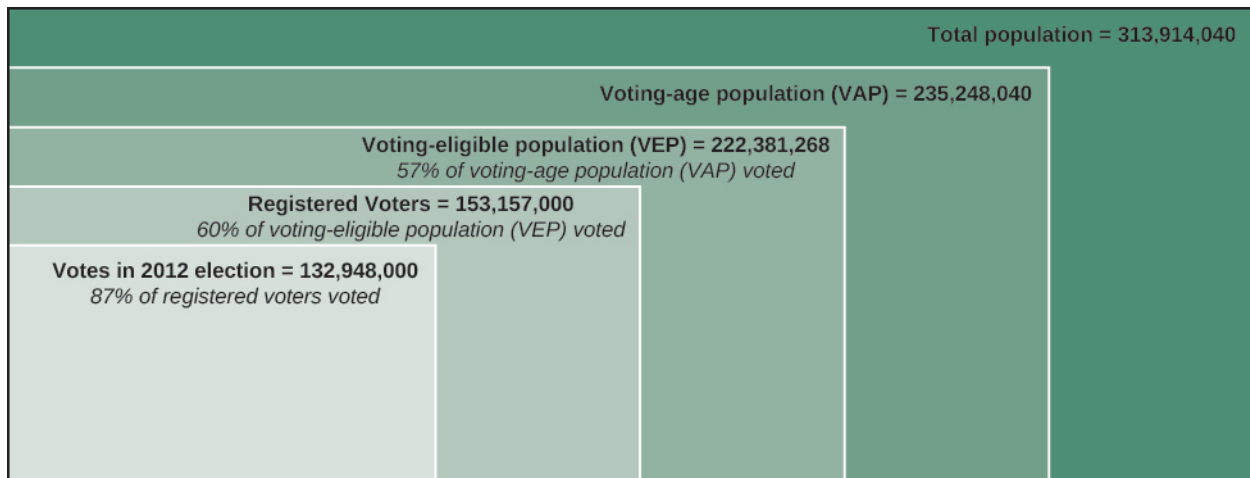 Total population = 313,914,040
Voting-age population (VAP) = 235,248,040
Voting-eligible population (VEP) = 222,381,268
57% of voting-age population (VAP) voted
Registered Voters = 153,157,000
60% of voting-eligible population (VEP) voted
Votes in 2012 election = 132,948,000
87% of registered voters voted